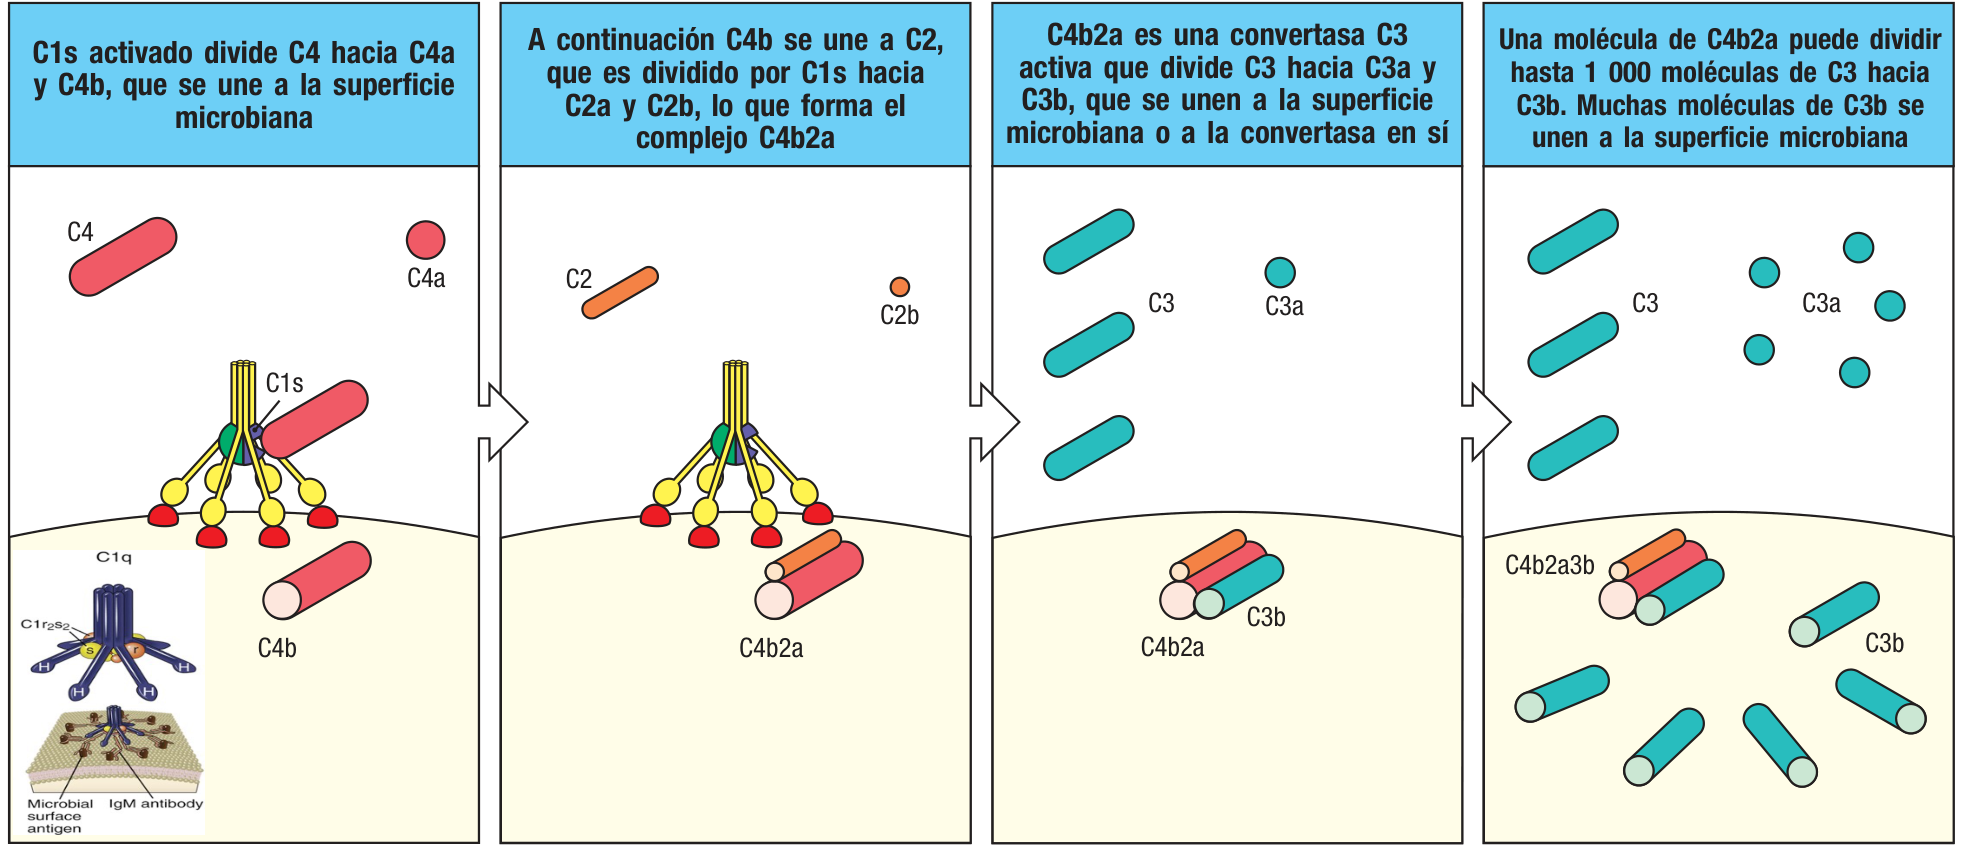 C1s activado divide C4 hacia C4a
y C4b, que se une a la superficie
microbiana
C4
C4a
C1s
C4b
C1q
C1r2s2
s
r
H
H
H
H
Microbial
surface
antigen
IgM antibody
A continuación C4b se une a C2,
que es dividido por C1s hacia
C2a y C2b, lo que forma el
complejo C4b2a
C2
C2b
C4b2a
C4b2a es una convertasa C3
activa que divide C3 hacia C3a y
C3b, que se unen a la superficie
microbiana o a la convertasa en sí
C3
C3a
C4b2a
C3b
Una molécula de C4b2a puede dividir
hasta 1 000 moléculas de C3 hacia
C3b. Muchas moléculas de C3b se
unen a la superficie microbiana
C3
C3a
C4b2a3b
C3b